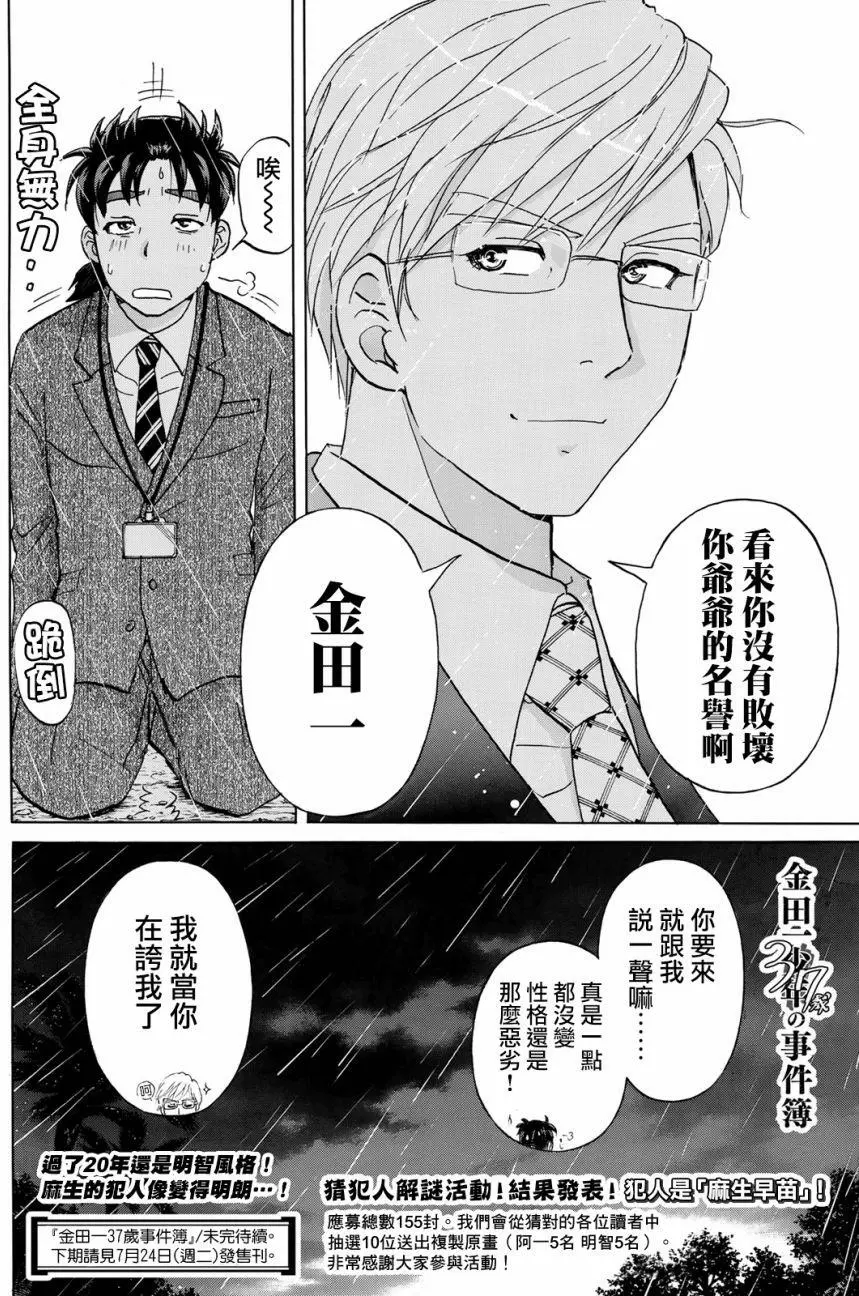 看來你沒有敗壞
你爺爺的名譽啊
金田一
唉～～～
全身無力‥
跪倒
金田一少年の事件簿
37歲
你要來
就跟我
說一聲嘛……
真是一點
都沒變
性格還是
那麼惡劣！
我就當你
在誇我了
呵
過了20年還是明智風格！
麻生的犯人像變得明朗…！
『金田一37歲事件簿』/未完待續。
下期請見7月24日(週二)發售刊。
猜犯人解謎活動！結果發表！犯人是「麻生早苗」！
應募總數155封。我們會從猜對的各位讀者中
抽選10位送出複製原畫（阿一5名 明智5名）。
非常感謝大家參與活動！